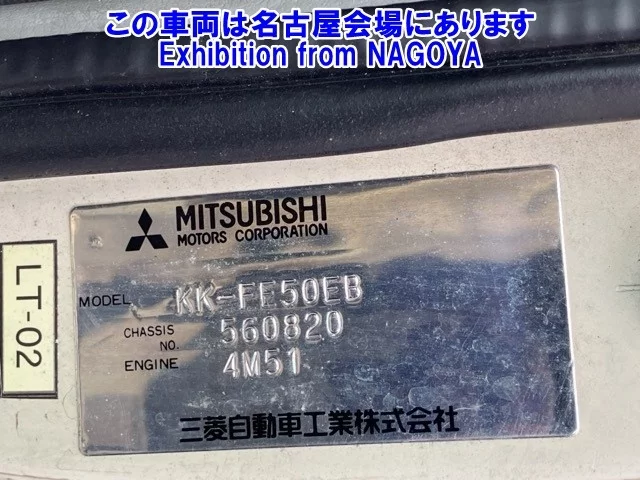 この車両は名古屋会場にあります
Exhibition from NAGOYA
MITSUBISHI
MOTORS CORPORATION
MODEL KK-FE50EB
CHASSIS NO. 560820
ENGINE 4M51
三菱自動車工業株式会社
LT-02